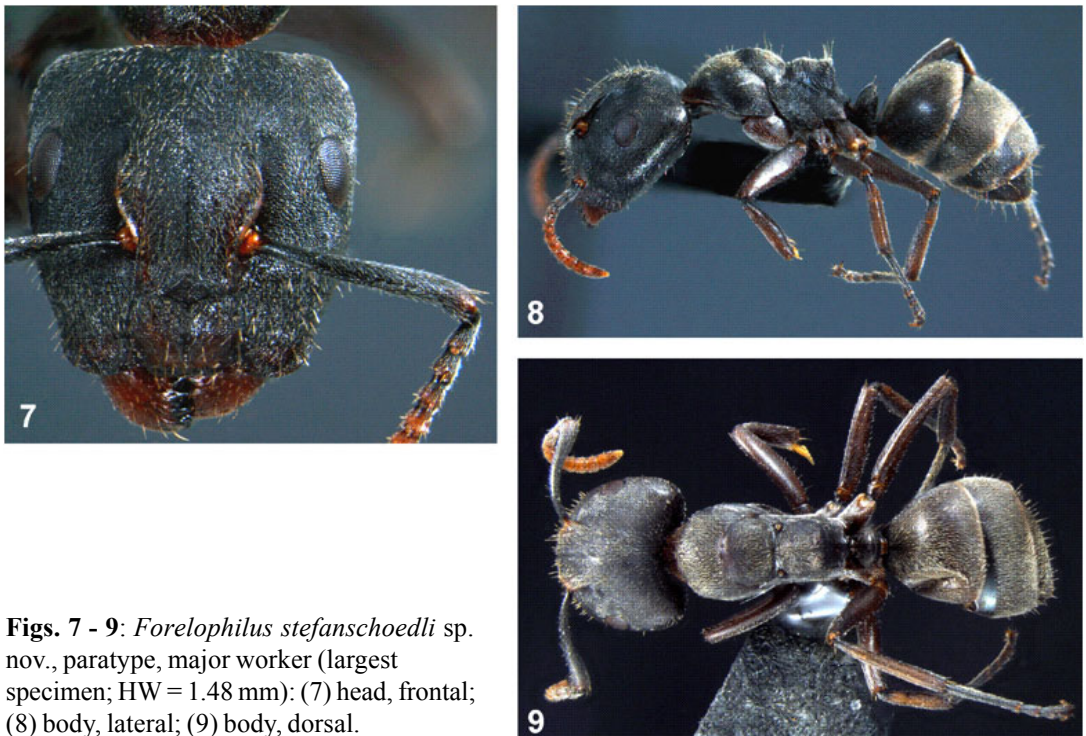 7
8
9
Figs. 7 - 9: Forelophilus stefanschoedli sp.
nov., paratype, major worker (largest
specimen; HW = 1.48 mm): (7) head, frontal;
(8) body, lateral; (9) body, dorsal.